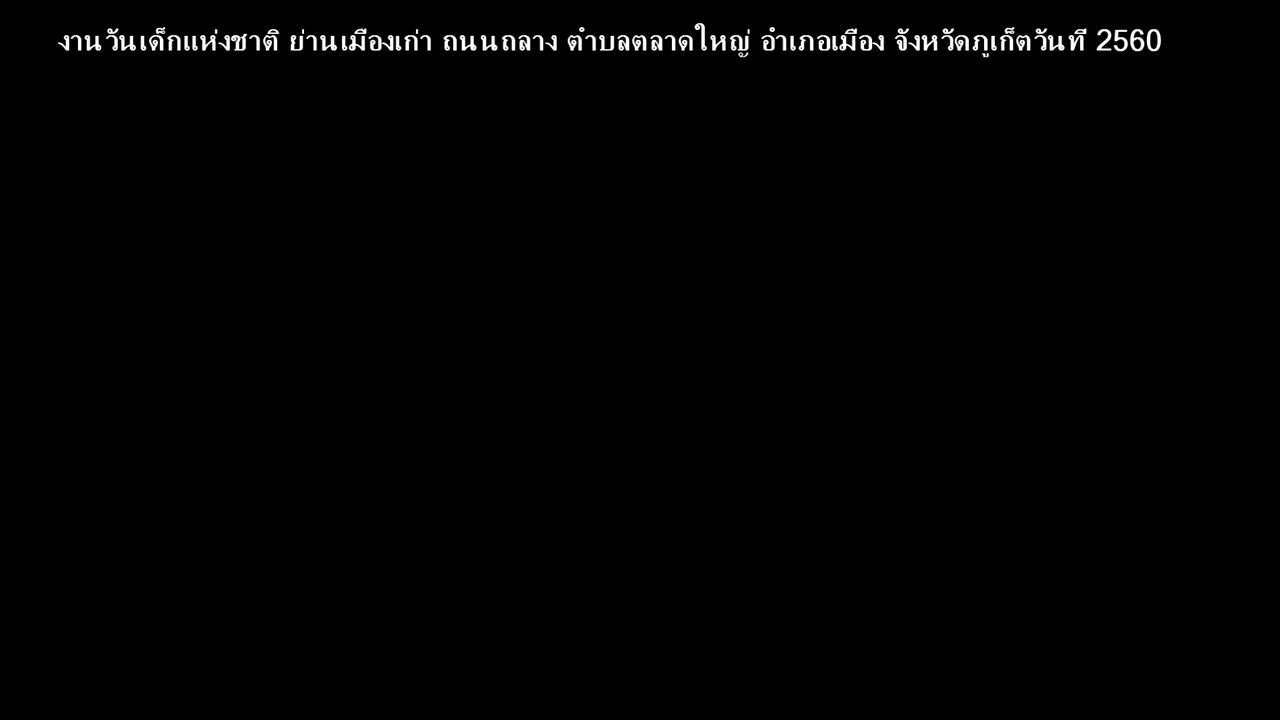 งานวันเด็กแห่งชาติ ย่านเมืองเก่า ถนนถลาง ตำบลตลาดใหญ่ อำเภอเมือง จังหวัดภูเก็ตวันที่ 2560